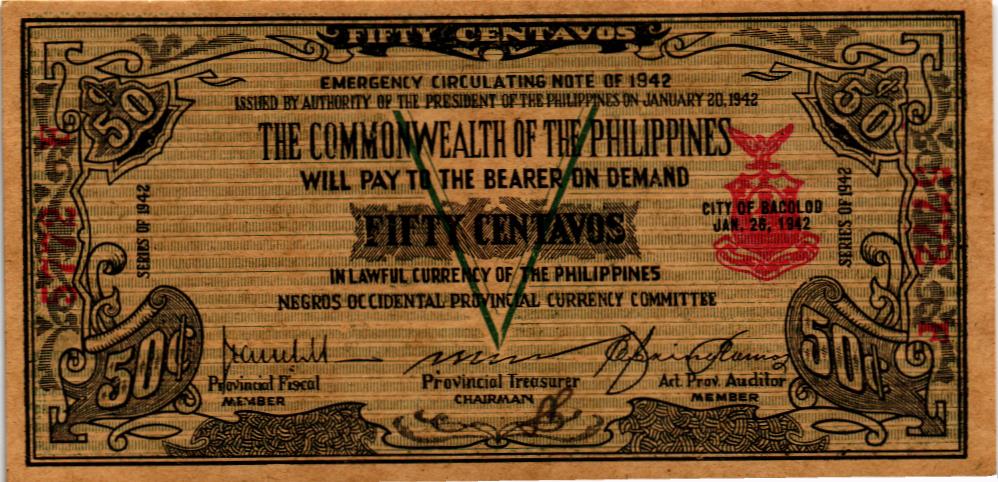 FIFTY CENTAVOS
EMERGENCY CIRCULATING NOTE OF 1942
ISSUED BY AUTHORITY OF THE PRESIDENT OF THE PHILIPPINES ON JANUARY 20, 1942
50
50
THE COMMONWEALTH OF THE PHILIPPINES
WILL PAY TO THE BEARER ON DEMAND
SERIES OF 1942
FIFTY CENTAVOS
CITY OF BACOLOD
JAN. 26, 1942
SERIES OF 1942
V
IN LAWFUL CURRENCY OF THE PHILIPPINES
NEGROS OCCIDENTAL PROVINCIAL CURRENCY COMMITTEE
50¢
50¢
Provincial Fiscal
MEMBER
Provincial Treasurer
CHAIRMAN
Act. Prov. Auditor
MEMBER